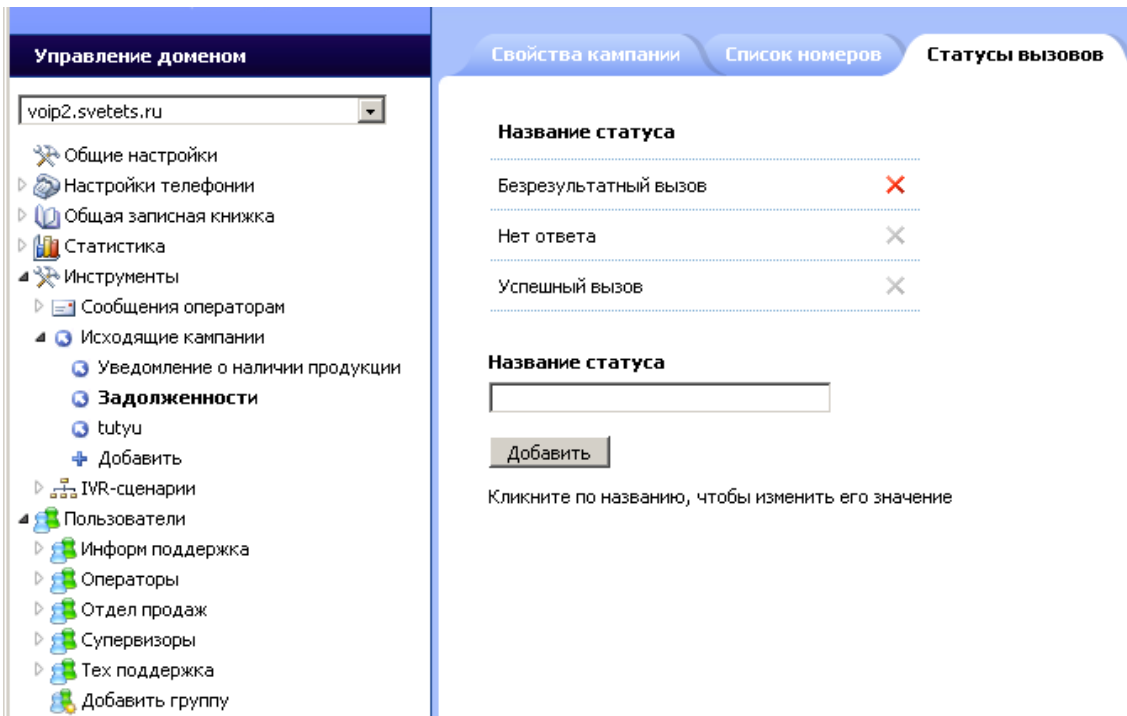 Управление доменом
voip2.svetets.ru
Общие настройки
Настройки телефонии
Общая записная книжка
Статистика
Инструменты
Сообщения операторам
Исходящие кампании
Уведомление о наличии продукции
Задолженности
tutyu
Добавить
IVR-сценарии
Пользователи
Информ поддержка
Операторы
Отдел продаж
Супервизоры
Тех поддержка
Добавить группу
Свойства кампании Список номеров Статусы вызовов
Название статуса
Безрезультатный вызов
Нет ответа
Успешный вызов
Название статуса
Добавить
Кликните по названию, чтобы изменить его значение